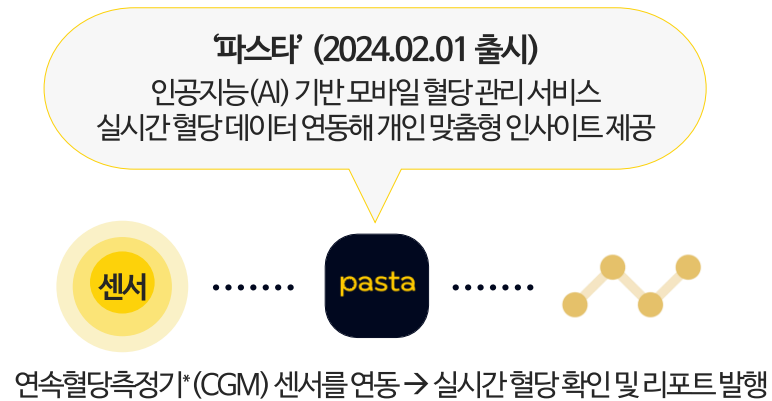 ‘파스타’ (2024.02.01 출시)
인공지능(AI) 기반 모바일 혈당 관리 서비스
실시간 혈당 데이터 연동해 개인 맞춤형 인사이트 제공
센서
pasta
연속혈당측정기*(CGM) 센서를 연동 → 실시간 혈당 확인 및 리포트 발행